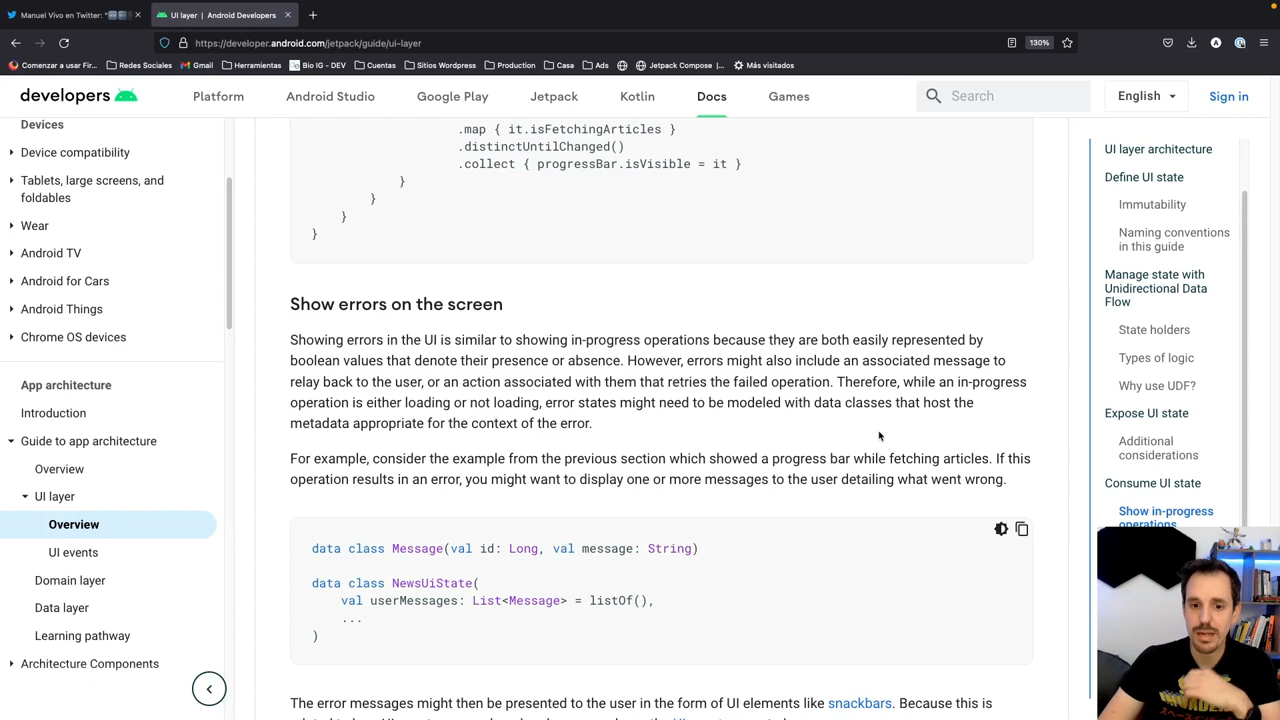 Manuel Vivo en Twitter: "
UI layer | Android Developers
https://developer.android.com/jetpack/guide/ui-layer
130%
Comenzar a usar Fir...
Redes Sociales
Gmail
Herramientas
Bio IG - DEV
Cuentas
Sitios Wordpress
Production
Casa
Ads
Jetpack Compose |...
Más visitados
developers
Platform
Android Studio
Google Play
Jetpack
Kotlin
Docs
Games
Search
English
Sign in
Devices
Device compatibility
Tablets, large screens, and
foldables
Wear
Android TV
Android for Cars
Android Things
Chrome OS devices
App architecture
Introduction
Guide to app architecture
Overview
UI layer
Overview
UI events
Domain layer
Data layer
Learning pathway
Architecture Components
.map { it.isFetchingArticles }
.distinctUntilChanged()
.collect { progressBar.isVisible = it }
}
}
}
}
Show errors on the screen
Showing errors in the UI is similar to showing in-progress operations because they are both easily represented by
boolean values that denote their presence or absence. However, errors might also include an associated message to
relay back to the user, or an action associated with them that retries the failed operation. Therefore, while an in-progress
operation is either loading or not loading, error states might need to be modeled with data classes that host the
metadata appropriate for the context of the error.
For example, consider the example from the previous section which showed a progress bar while fetching articles. If this
operation results in an error, you might want to display one or more messages to the user detailing what went wrong.
data class Message(val id: Long, val message: String)
data class NewsUiState(
val userMessages: List<Message> = listOf(),
...
)
The error messages might then be presented to the user in the form of UI elements like snackbars. Because this is
UI layer architecture
Define UI state
Immutability
Naming conventions
in this guide
Manage state with
Unidirectional Data
Flow
State holders
Types of logic
Why use UDF?
Expose UI state
Additional
considerations
Consume UI state
Show in-progress
operations